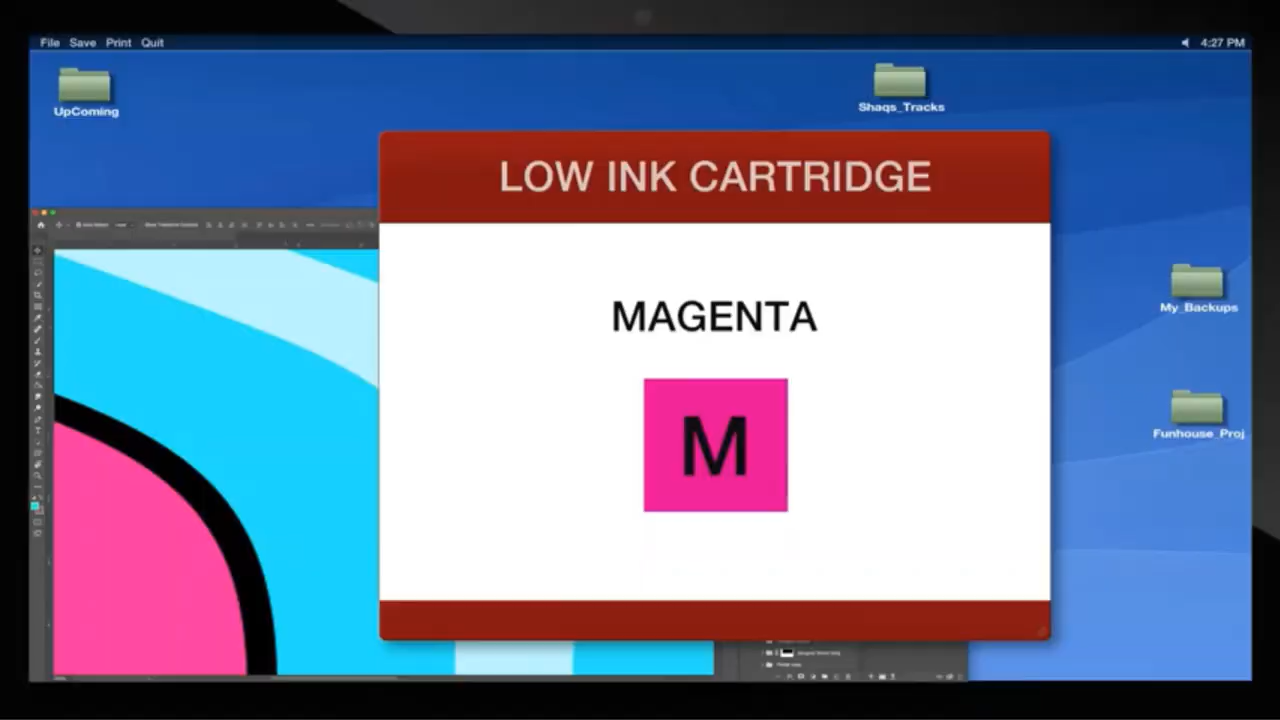 File Save Print Quit
4:27 PM
UpComing
Shaqs_Tracks
LOW INK CARTRIDGE
MAGENTA
M
My_Backups
Funhouse_Proj